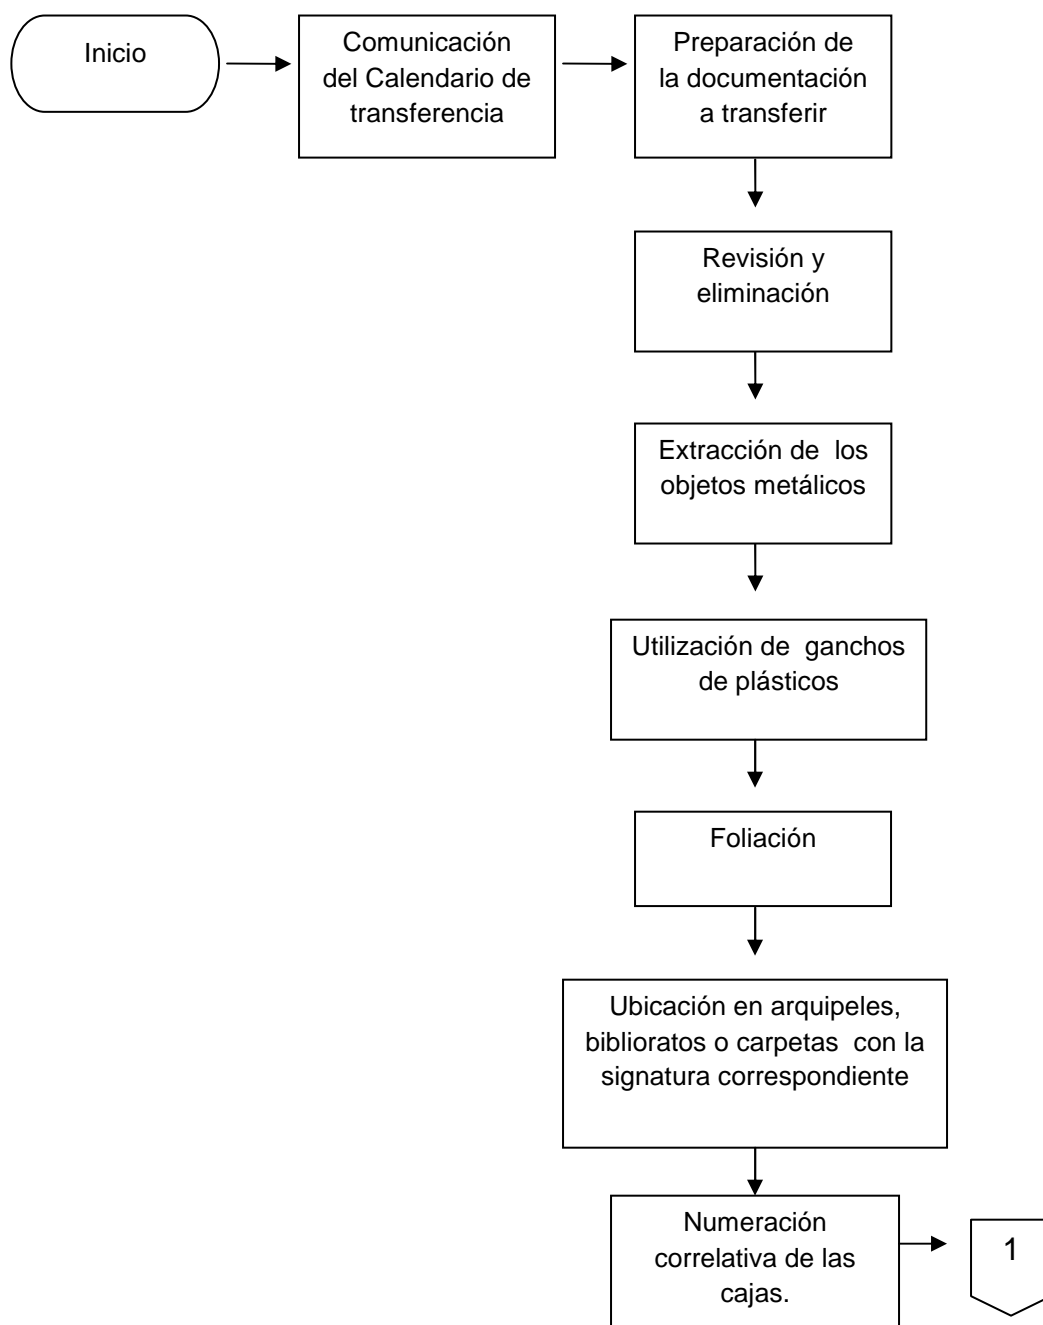 Inicio
Comunicación
del Calendario de
transferencia
Preparación de
la documentación
a transferir
Revisión y
eliminación
Extracción de  los
objetos metálicos
Utilización de  ganchos
de plásticos
Foliación
Ubicación en arquipeles,
biblioratos o carpetas  con la
signatura correspondiente
Numeración
correlativa de las
cajas.
1